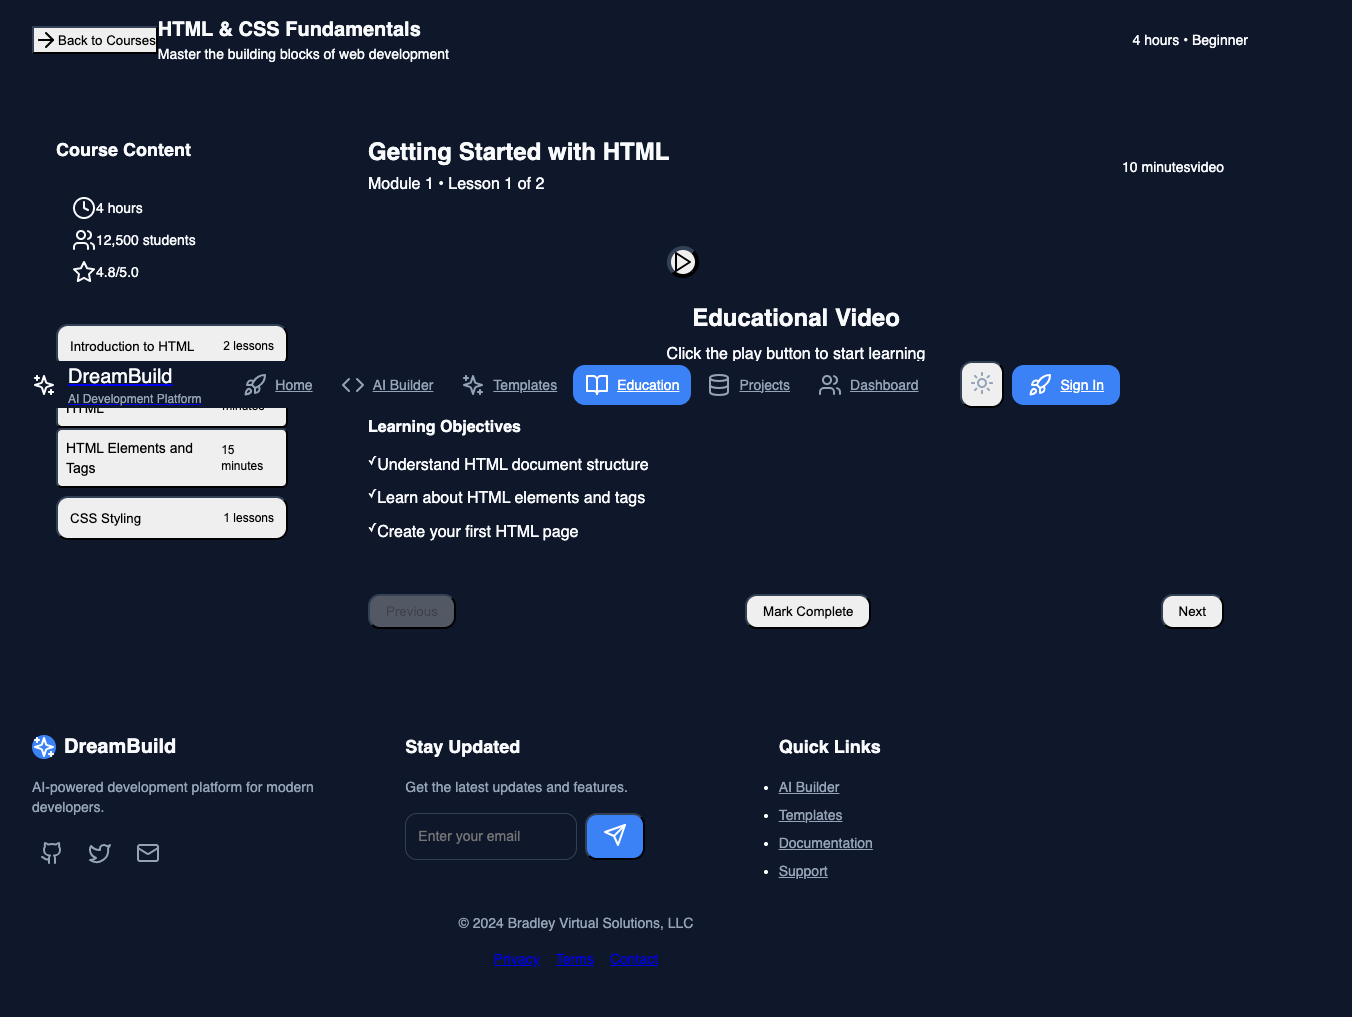 Back to Courses
HTML & CSS Fundamentals
Master the building blocks of web development
4 hours • Beginner
Course Content
4 hours
12,500 students
4.8/5.0
Introduction to HTML
2 lessons
Getting Started with HTML
Module 1 • Lesson 1 of 2
10 minutesvideo
Educational Video
Click the play button to start learning
DreamBuild
AI Development Platform
Home
AI Builder
Templates
Education
Projects
Dashboard
Sign In
HTML
minutes
HTML Elements and
Tags
15
minutes
CSS Styling
1 lessons
Learning Objectives
✓Understand HTML document structure
✓Learn about HTML elements and tags
✓Create your first HTML page
Previous
Mark Complete
Next
DreamBuild
AI-powered development platform for modern
developers.
Stay Updated
Get the latest updates and features.
Enter your email
Quick Links
• AI Builder
• Templates
• Documentation
• Support
© 2024 Bradley Virtual Solutions, LLC
Privacy Terms Contact